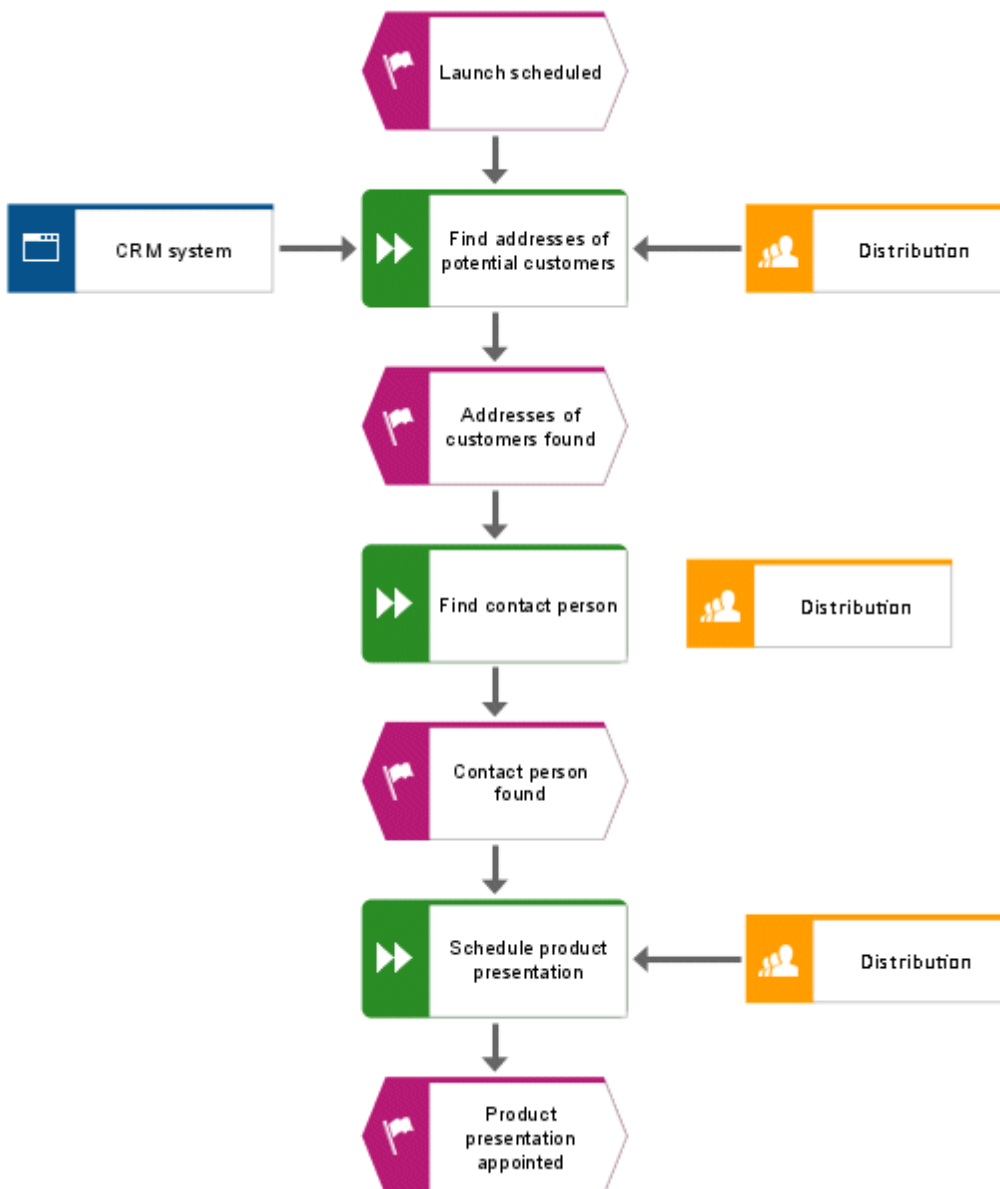 Launch scheduled
CRM system
Find addresses of
potential customers
Distribution
Addresses of
customers found
Find contact person
Distribution
Contact person
found
Schedule product
presentation
Distribution
Product
presentation
appointed